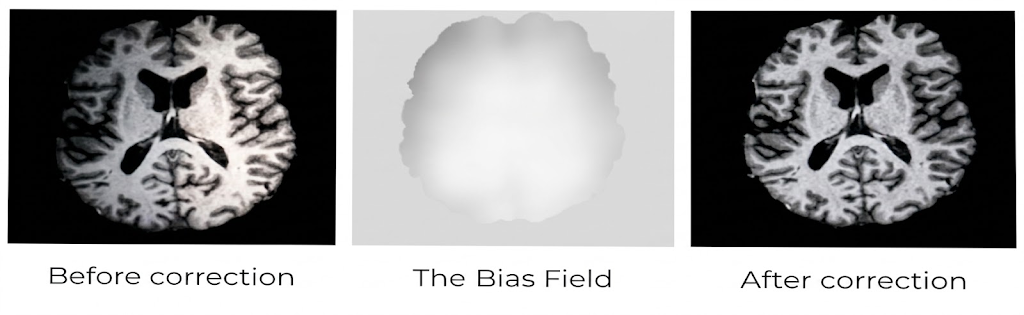 Before correction
The Bias Field
After correction